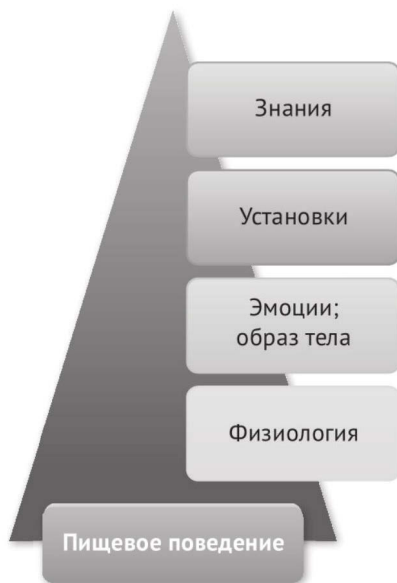 Знания
Установки
Эмоции;
образ тела
Физиология
Пищевое поведение